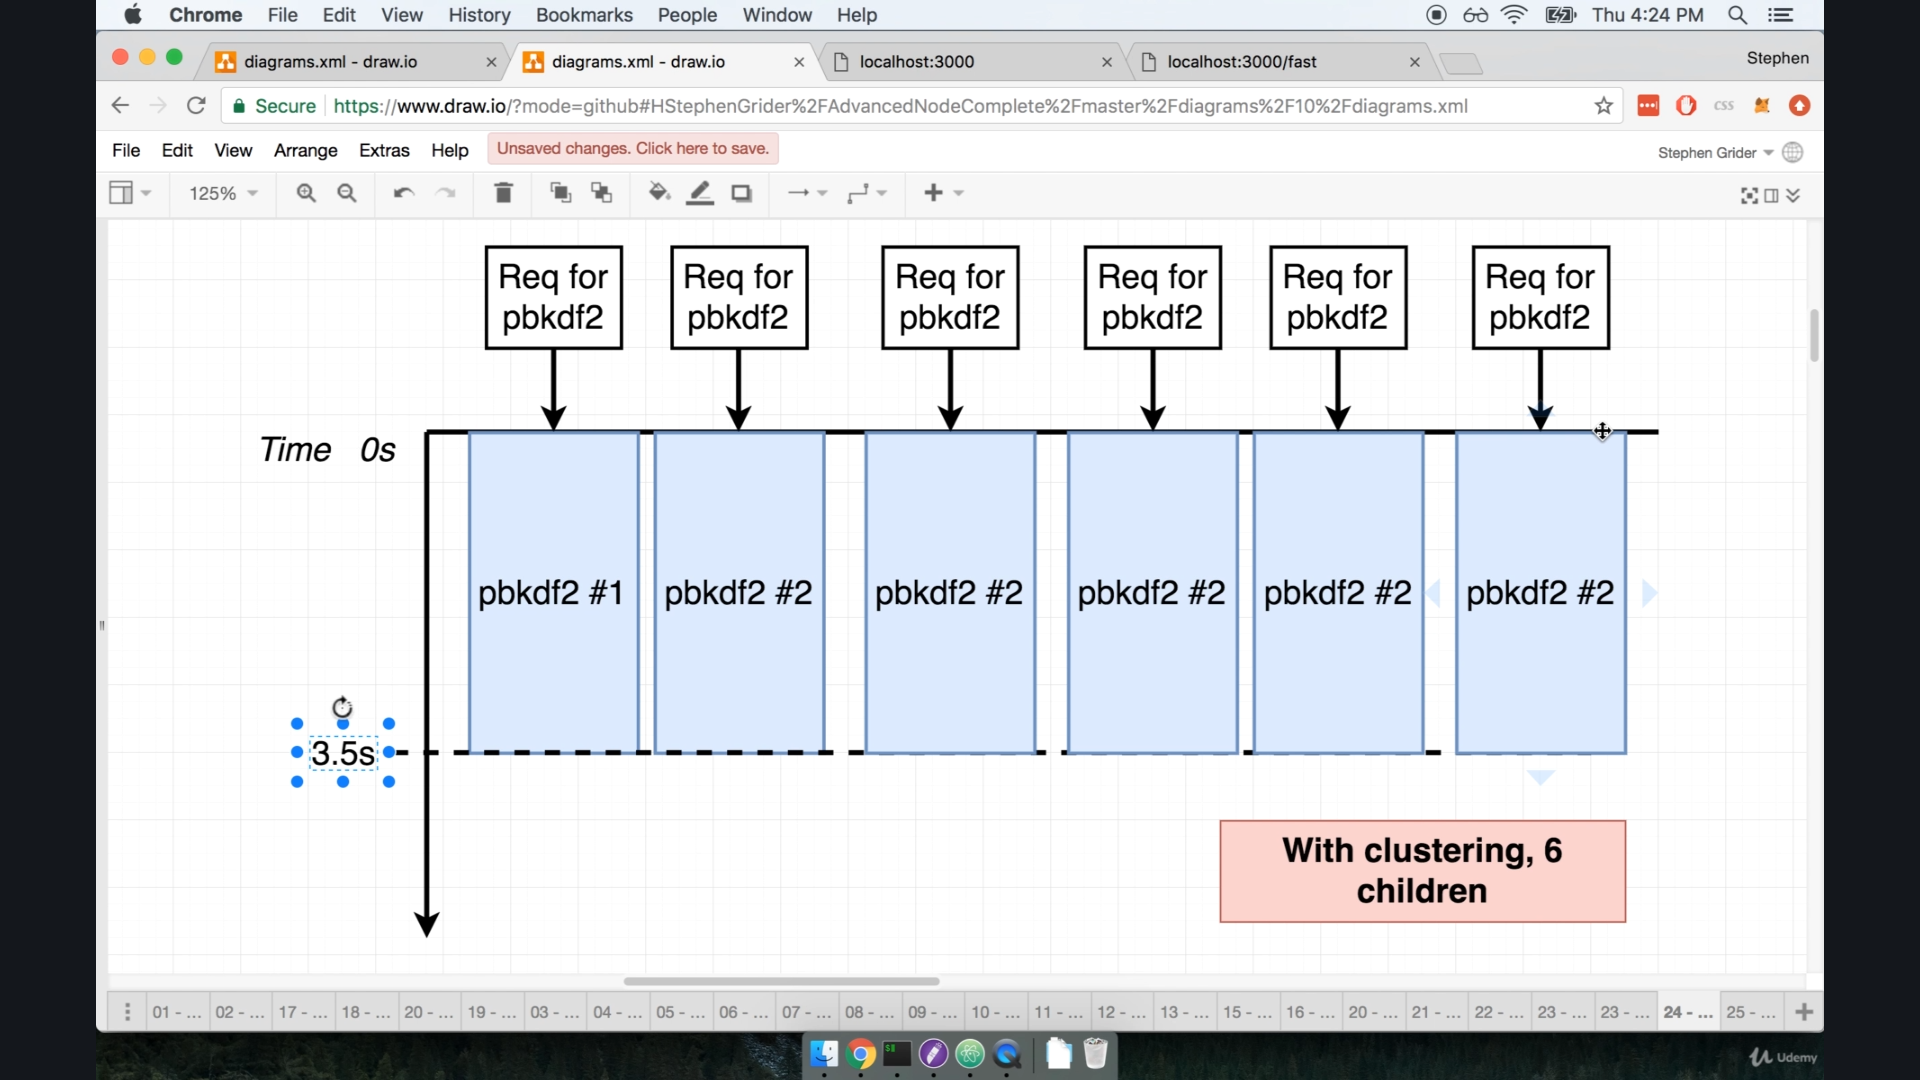 Chrome File Edit View History Bookmarks People Window Help Thu 4:24 PM
diagrams.xml - draw.io diagrams.xml - draw.io localhost:3000 localhost:3000/fast Stephen
Secure https://www.draw.io/?mode=github#HStephenGrider%2FAdvancedNodeComplete%2Fmaster%2Fdiagrams%2F10%2Fdiagrams.xml css
File Edit View Arrange Extras Help Unsaved changes. Click here to save. Stephen Grider
125%
Req for Req for Req for Req for Req for Req for
pbkdf2 pbkdf2 pbkdf2 pbkdf2 pbkdf2 pbkdf2
Time 0s
pbkdf2 #1 pbkdf2 #2 pbkdf2 #2 pbkdf2 #2 pbkdf2 #2 pbkdf2 #2
3.5s
With clustering, 6
children
01 - ... 02 - ... 17 - ... 18 - ... 20 - ... 19 - ... 03 - ... 04 - ... 05 - ... 06 - ... 07 - ... 08 - ... 09 - ... 10 - ... 11 - ... 12 - ... 13 - ... 15 - ... 16 - ... 20 - ... 21 - ... 22 - ... 23 - ... 23 - ... 24 - ... 25 - ...
Udemy